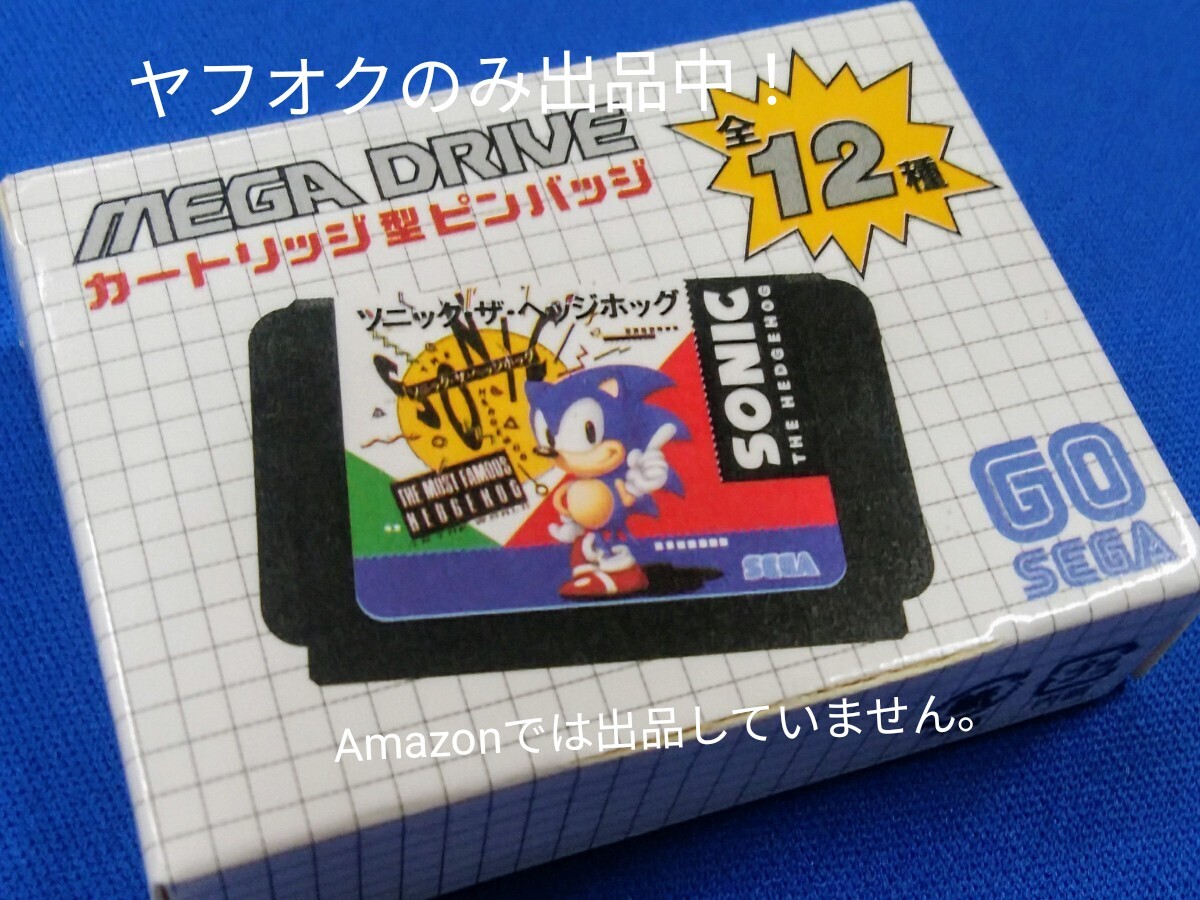 ヤフオクのみ出品中！
MEGA DRIVE
カートリッジ型ピンバッジ
全12種
ソニック・ザ・ヘッジホッグ
SONIC
THE HEDGEHOG
THE MOST FAMOUS
HEDGEHOG
SEGA
GO
SEGA
Amazonでは出品していません。